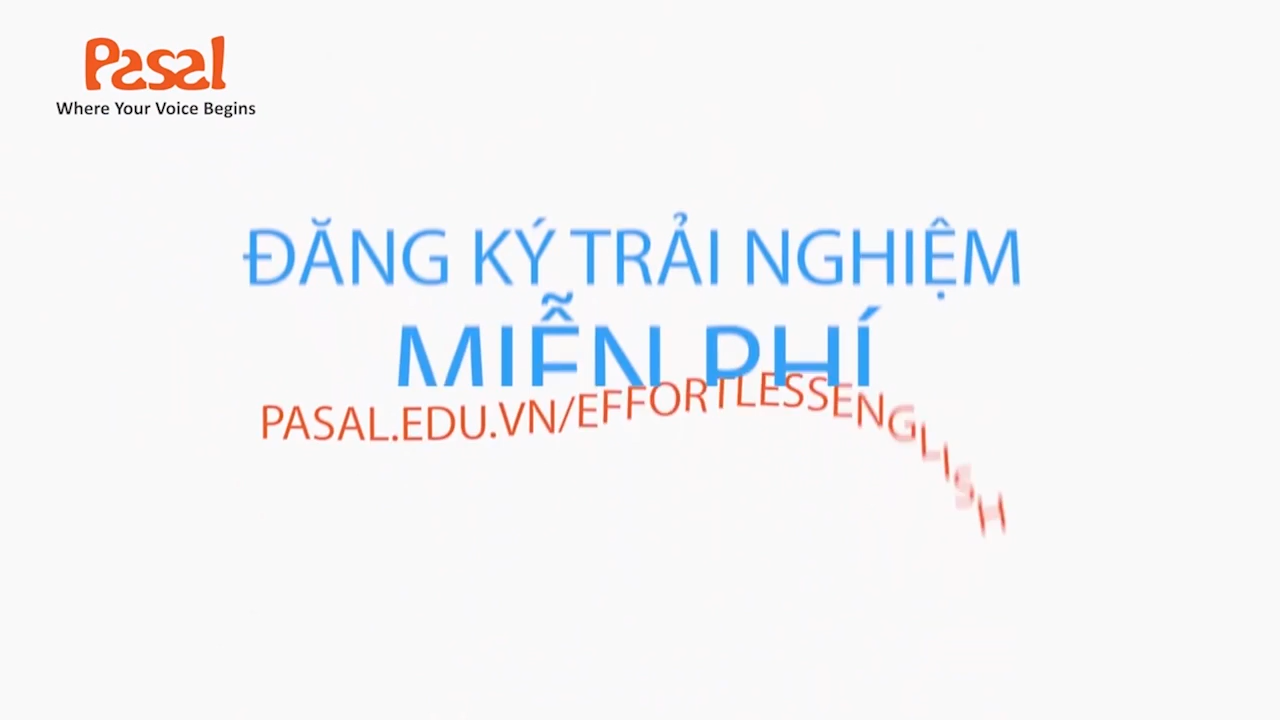 Pasal
Where Your Voice Begins
ĐĂNG KÝ TRẢI NGHIỆM
MIỄN PHÍ
PASAL.EDU.VN/EFFORTLESSENGLISH